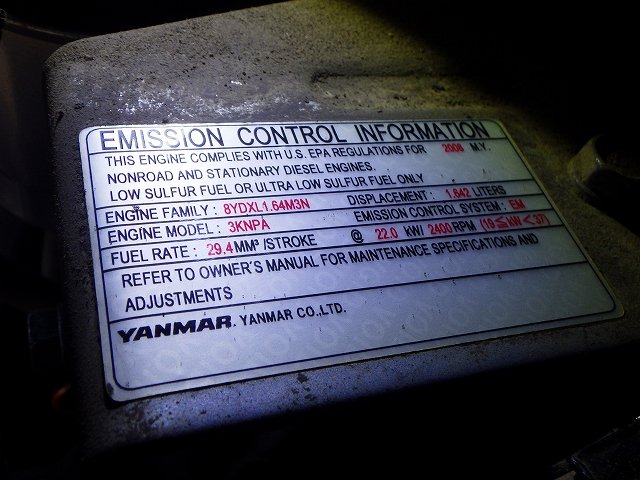 EMISSION CONTROL INFORMATION
THIS ENGINE COMPLIES WITH U.S. EPA REGULATIONS FOR 2008 M.Y.
NONROAD AND STATIONARY DIESEL ENGINES.
LOW SULFUR FUEL OR ULTRA LOW SULFUR FUEL ONLY
ENGINE FAMILY : 8YDXL1.64M3N DISPLACEMENT : 1.642 LITERS
ENGINE MODEL : 3KNPA EMISSION CONTROL SYSTEM : EM
FUEL RATE : 29.4 MM³ /STROKE @ 22.0 KW/ 2400 RPM (19≦kW<37)
REFER TO OWNER'S MANUAL FOR MAINTENANCE SPECIFICATIONS AND
ADJUSTMENTS
YANMAR. YANMAR CO.,LTD.